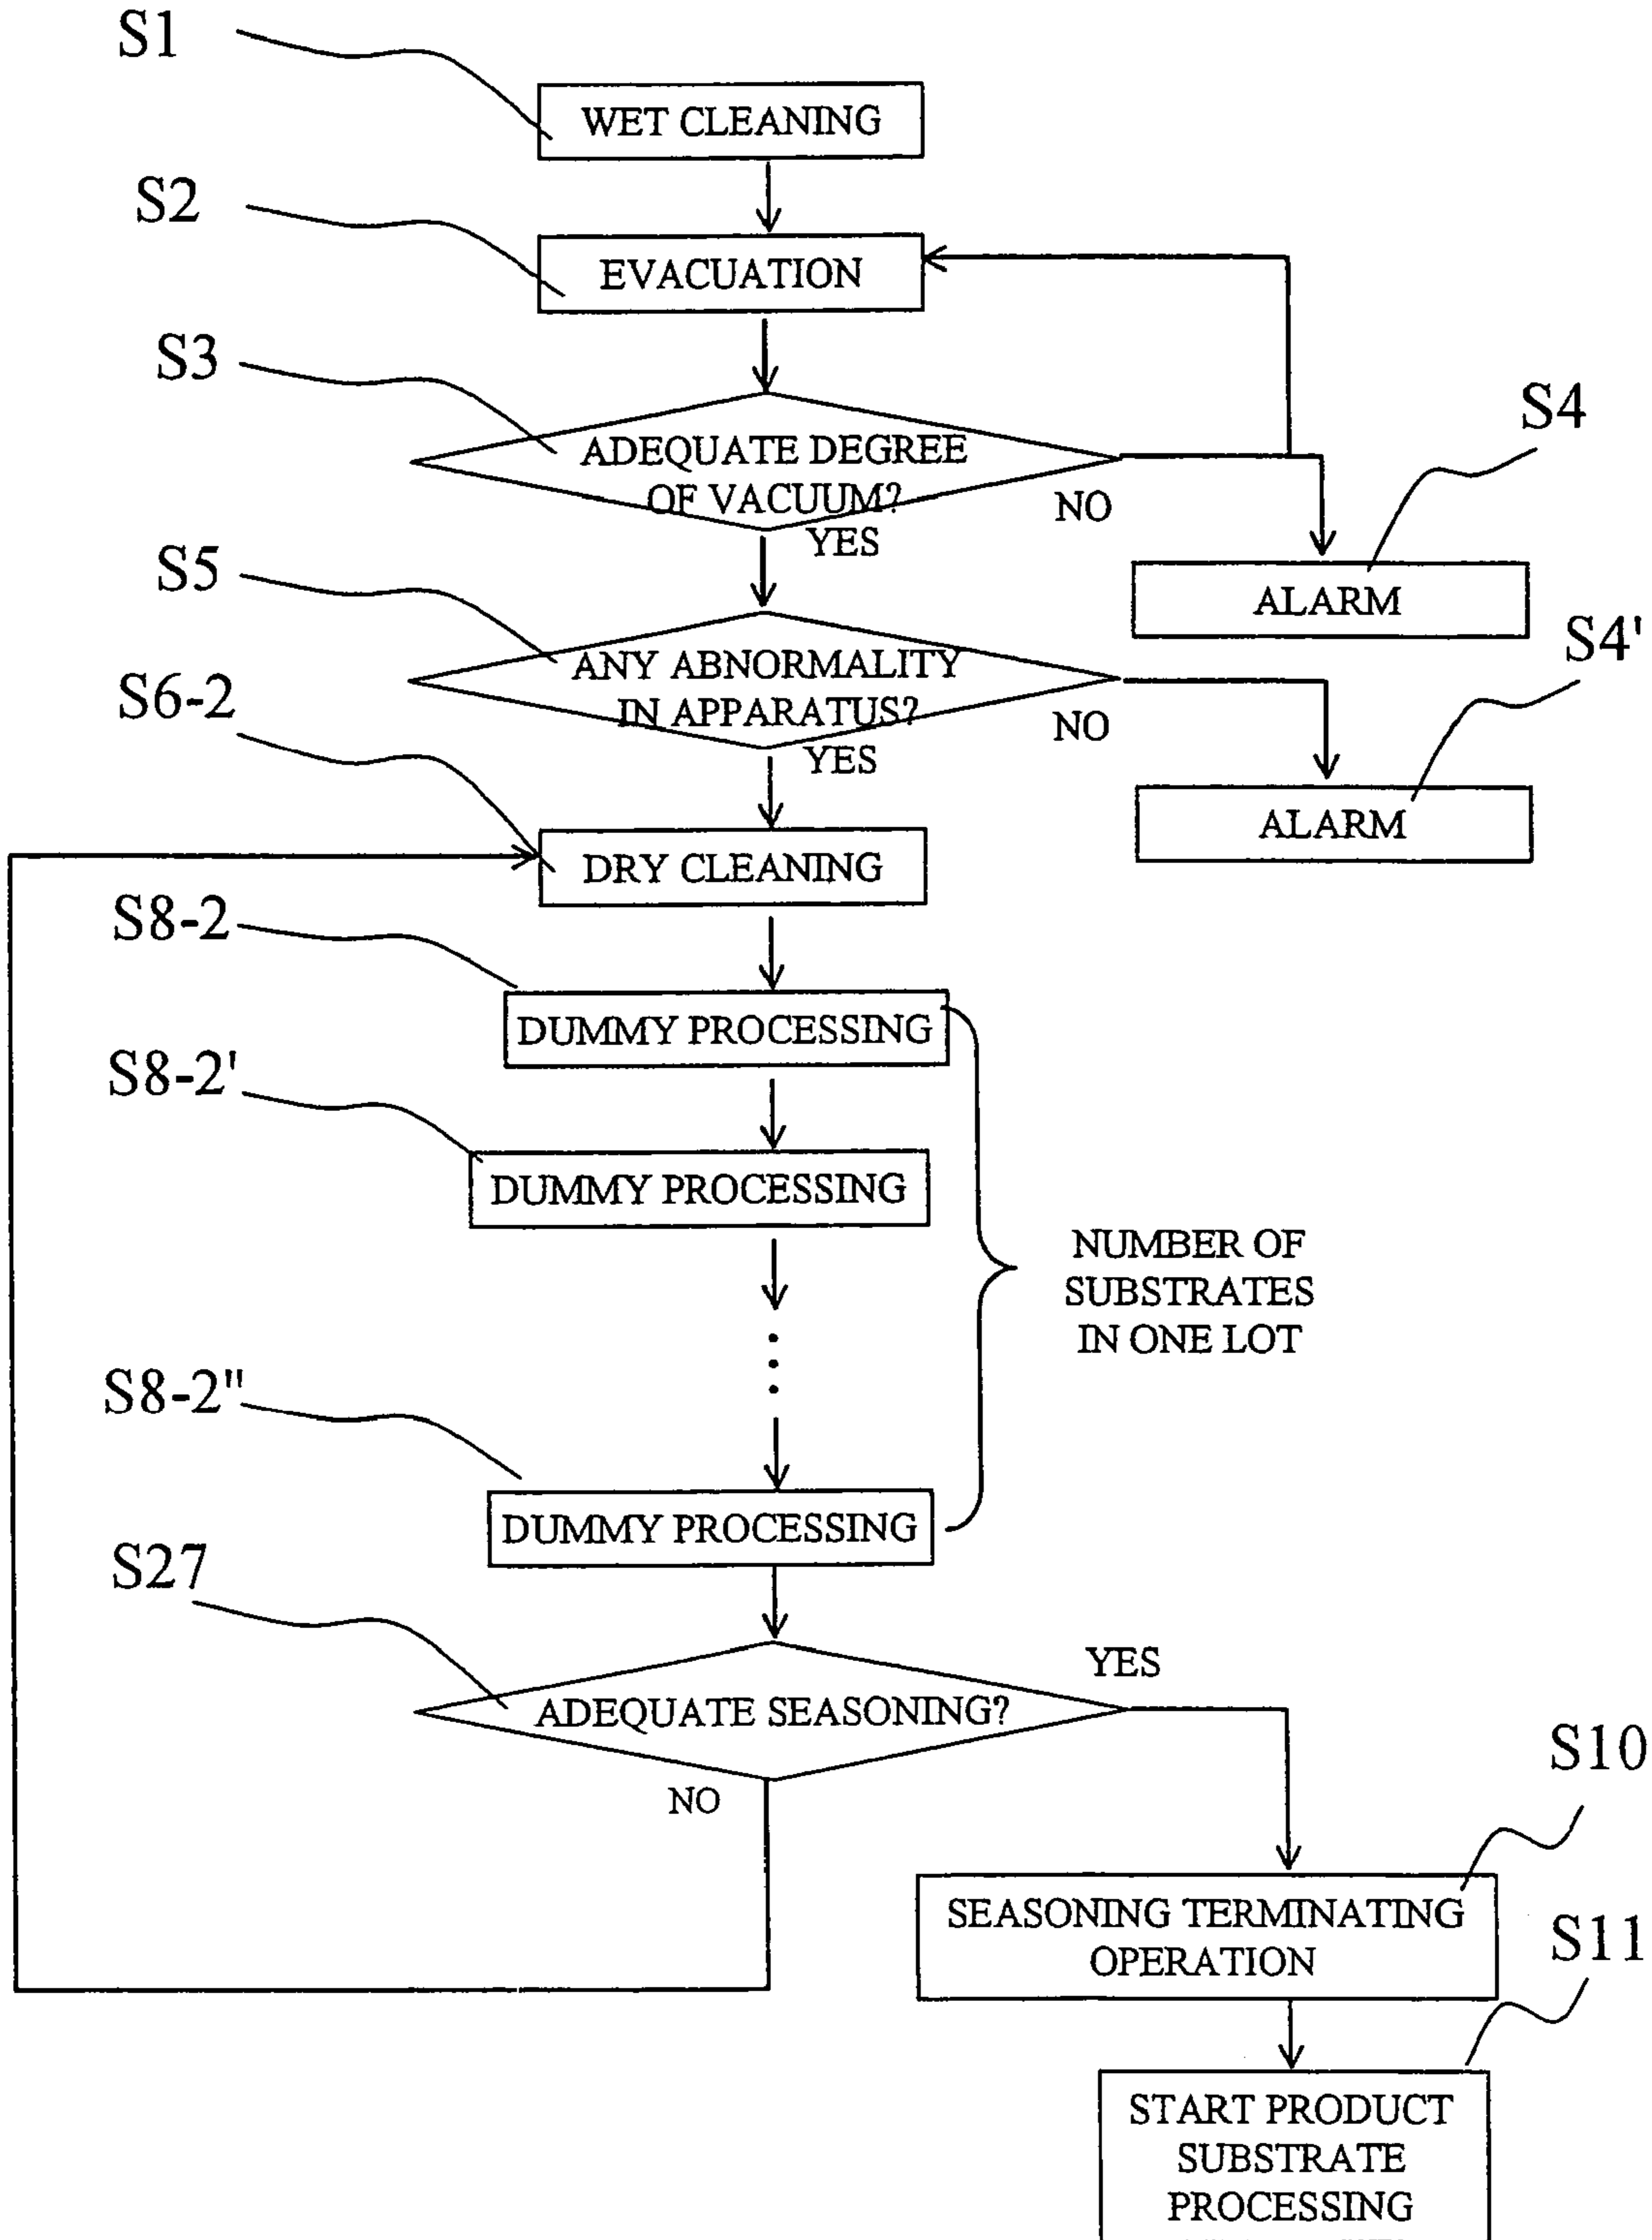 S1
WET CLEANING
S2
EVACUATION
S3
ADEQUATE DEGREE
OF VACUUM?
NO
YES
S4
ALARM
S5
ANY ABNORMALITY
IN APPARATUS?
NO
YES
S4'
ALARM
S6-2
DRY CLEANING
S8-2
DUMMY PROCESSING
S8-2'
DUMMY PROCESSING
NUMBER OF
SUBSTRATES
IN ONE LOT
S8-2"
DUMMY PROCESSING
S27
ADEQUATE SEASONING?
YES
NO
S10
SEASONING TERMINATING
OPERATION
S11
START PRODUCT
SUBSTRATE
PROCESSING